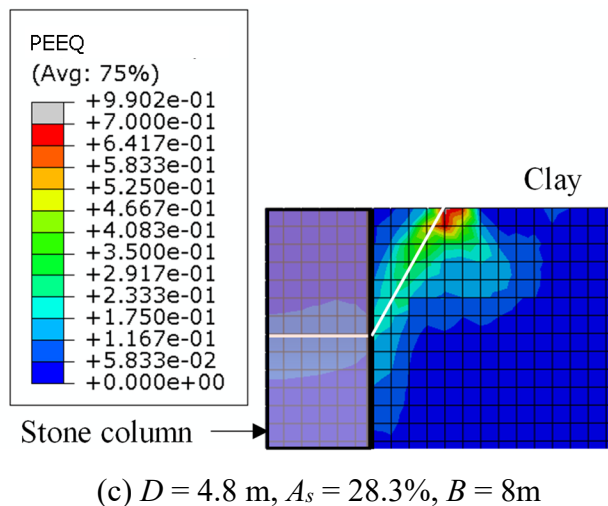 PEEQ
(Avg: 75%)
+9.902e-01
+7.000e-01
+6.417e-01
+5.833e-01
+5.250e-01
+4.667e-01
+4.083e-01
+3.500e-01
+2.917e-01
+2.333e-01
+1.750e-01
+1.167e-01
+5.833e-02
+0.000e+00
Clay
Stone column
(c) D = 4.8 m, As = 28.3%, B = 8m